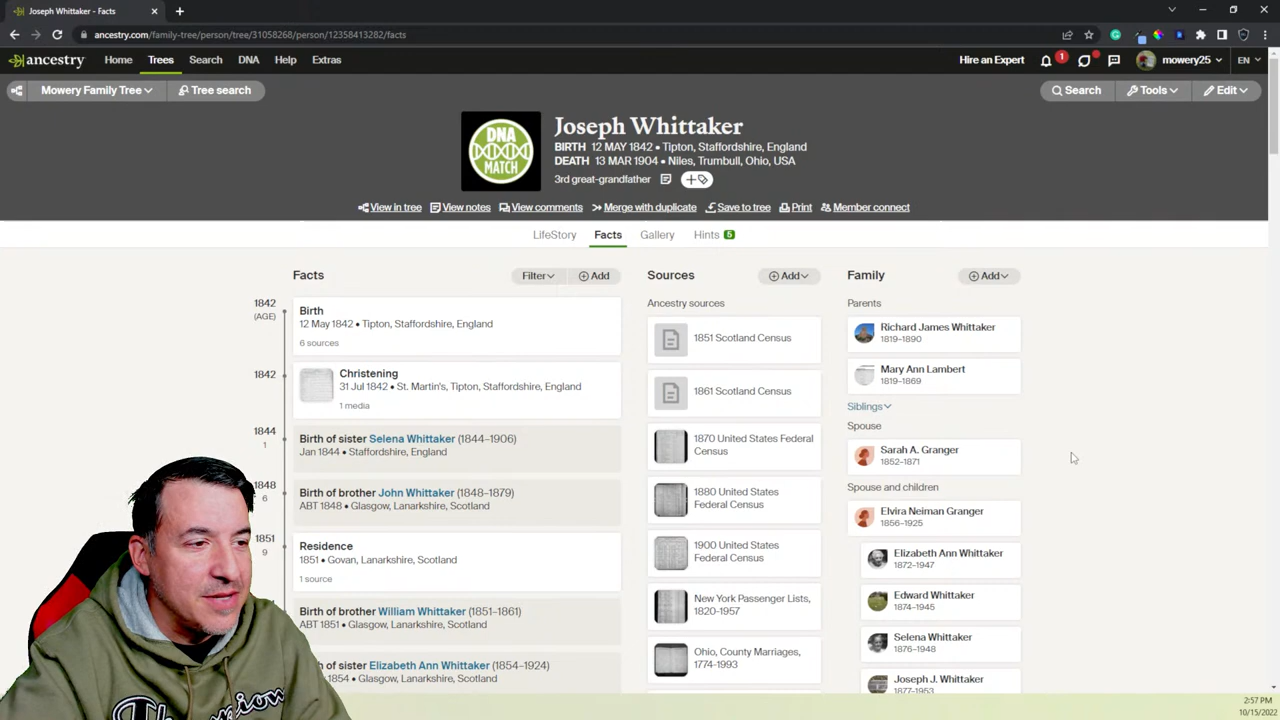 Joseph Whittaker - Facts
ancestry.com/family-tree/person/tree/31058268/person/12358413282/facts
ancestry Home Trees Search DNA Help Extras Hire an Expert 1 mowery25 EN
Mowery Family Tree Tree search Search Tools Edit
DNA
MATCH
Joseph Whittaker
BIRTH 12 MAY 1842 • Tipton, Staffordshire, England
DEATH 13 MAR 1904 • Niles, Trumbull, Ohio, USA
3rd great-grandfather
View in tree View notes View comments Merge with duplicate Save to tree Print Member connect
LifeStory Facts Gallery Hints 5
Facts Filter Add
1842
(AGE)
Birth
12 May 1842 • Tipton, Staffordshire, England
6 sources
1842
Christening
31 Jul 1842 • St. Martin's, Tipton, Staffordshire, England
1 media
1844
1
Birth of sister Selena Whittaker (1844–1906)
Jan 1844 • Staffordshire, England
1848
6
Birth of brother John Whittaker (1848–1879)
ABT 1848 • Glasgow, Lanarkshire, Scotland
1851
9
Residence
1851 • Govan, Lanarkshire, Scotland
1 source
Birth of brother William Whittaker (1851–1861)
ABT 1851 • Glasgow, Lanarkshire, Scotland
of sister Elizabeth Ann Whittaker (1854–1924)
1854 • Glasgow, Lanarkshire, Scotland
Sources Add
Ancestry sources
1851 Scotland Census
1861 Scotland Census
1870 United States Federal
Census
1880 United States
Federal Census
1900 United States
Federal Census
New York Passenger Lists,
1820-1957
Ohio, County Marriages,
1774-1993
Family Add
Parents
Richard James Whittaker
1819–1890
Mary Ann Lambert
1819–1869
Siblings
Spouse
Sarah A. Granger
1852–1871
Spouse and children
Elvira Neiman Granger
1856–1925
Elizabeth Ann Whittaker
1872–1947
Edward Whittaker
1874–1945
Selena Whittaker
1876–1948
Joseph J. Whittaker
1877–1953
Champion
2:57 PM
10/15/2022